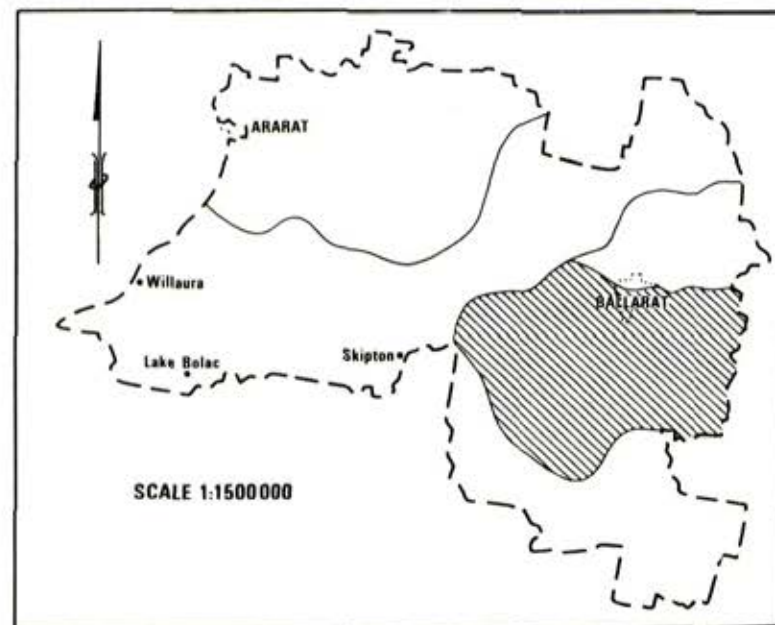 ARARAT
Willaura
BALLARAT
Skipton
Lake Bolac
SCALE 1:1500000